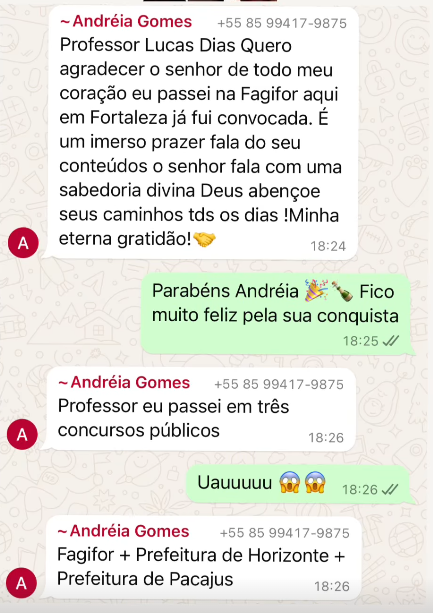 ~Andréia Gomes +55 85 99417-9875
Professor Lucas Dias Quero
agradecer o senhor de todo meu
coração eu passei na Fagifor aqui
em Fortaleza já fui convocada. É
um imerso prazer fala do seu
conteúdos o senhor fala com uma
sabedoria divina Deus abençoe
seus caminhos tds os dias !Minha
eterna gratidão!🤝
18:24
A
Parabéns Andréia 🎉🍾 Fico
muito feliz pela sua conquista
18:25
~Andréia Gomes +55 85 99417-9875
Professor eu passei em três
concursos públicos
18:26
A
Uauuuuu 😱😱 18:26
~Andréia Gomes +55 85 99417-9875
Fagifor + Prefeitura de Horizonte +
Prefeitura de Pacajus
18:26
A